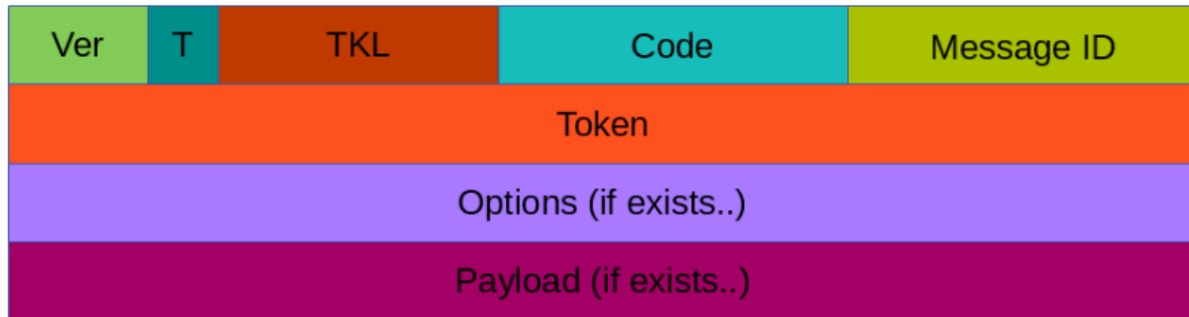 Ver T TKL Code Message ID
Token
Options (if exists..)
Payload (if exists..)